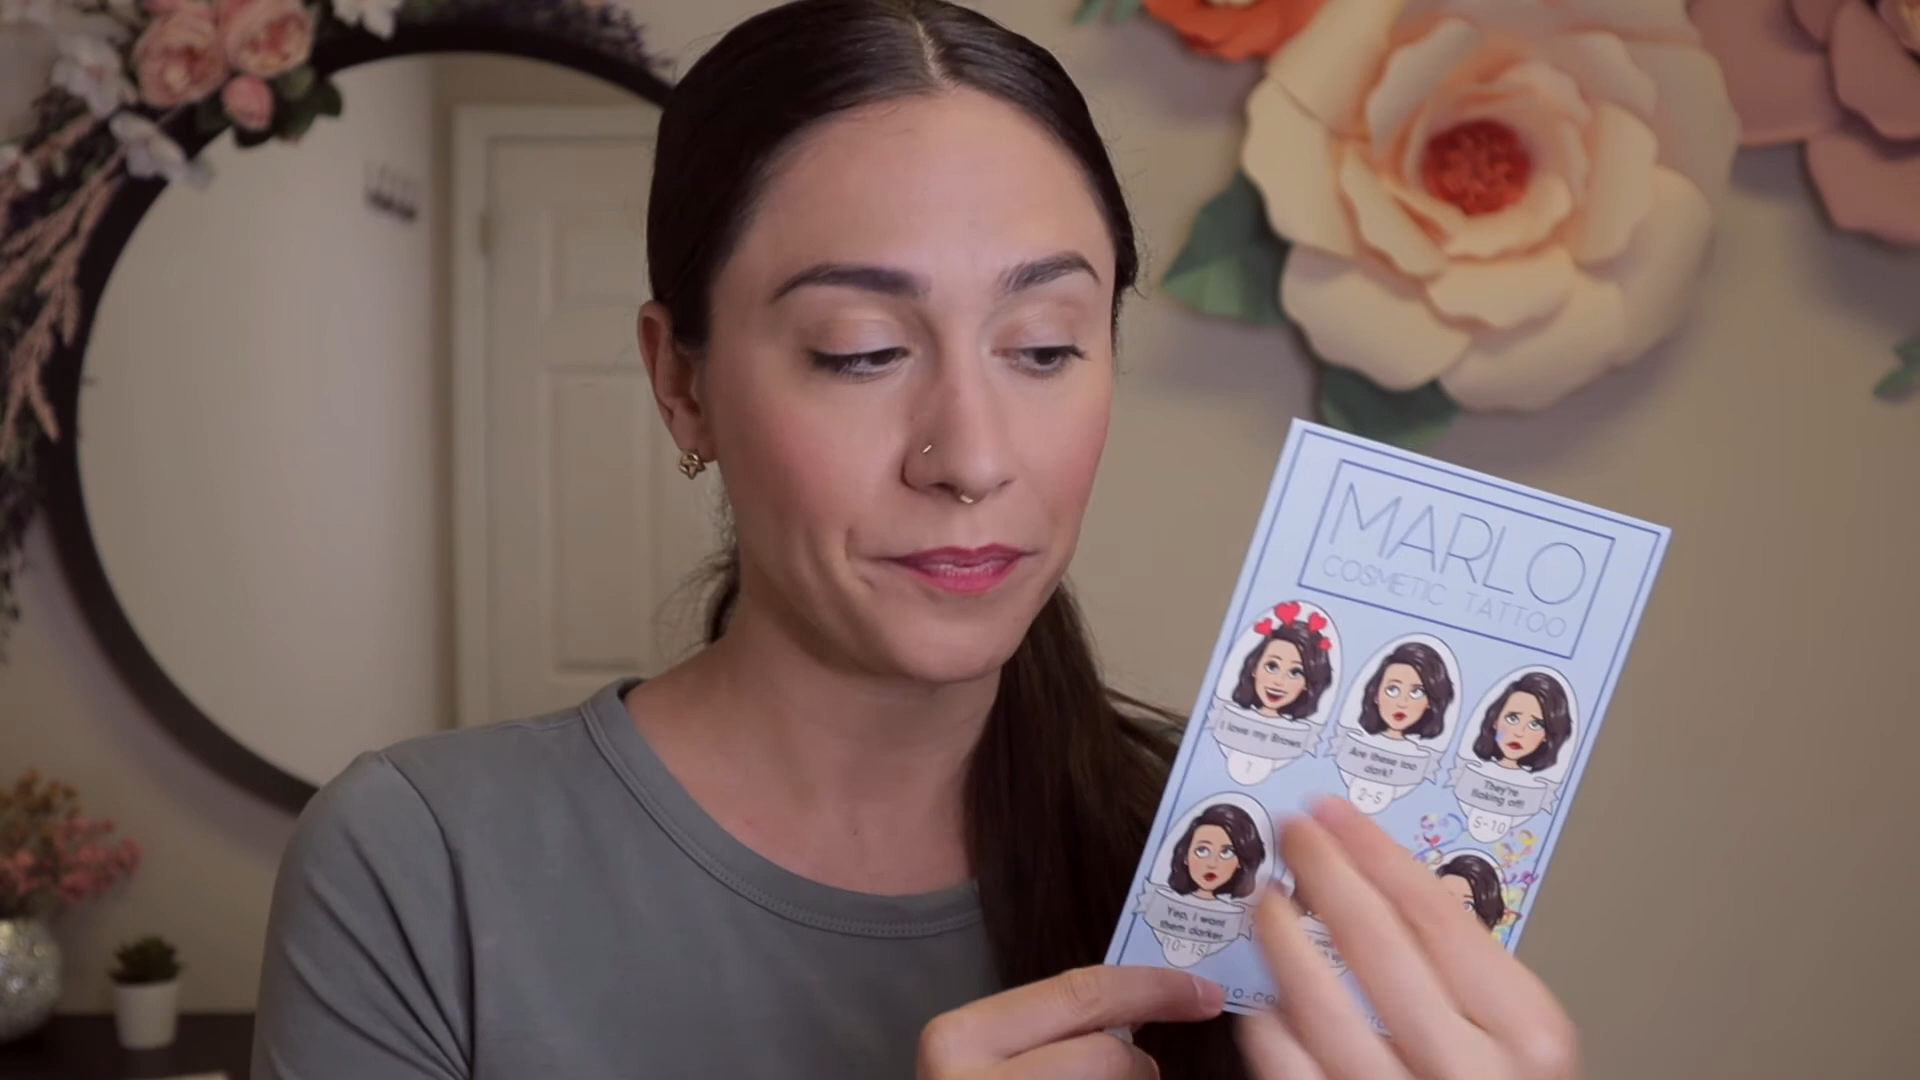 MARLO
COSMETIC TATTOO
I love my Brows
1
Are these too
dark?
2-5
They're
flaking off!
5-10
Yep, I want
them darker
10-15